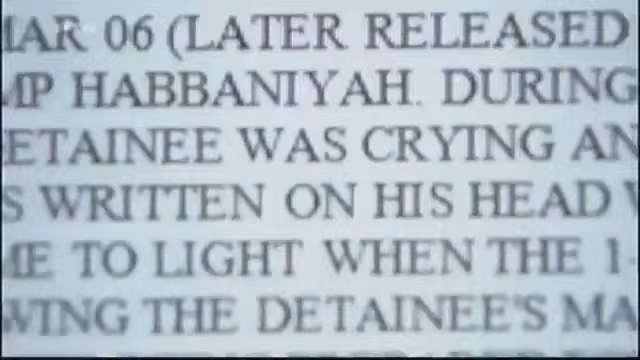 MAR 06 (LATER RELEASED
MP HABBANIYAH. DURING
DETAINEE WAS CRYING AN
S WRITTEN ON HIS HEAD
ME TO LIGHT WHEN THE 1-
WING THE DETAINEE'S MA